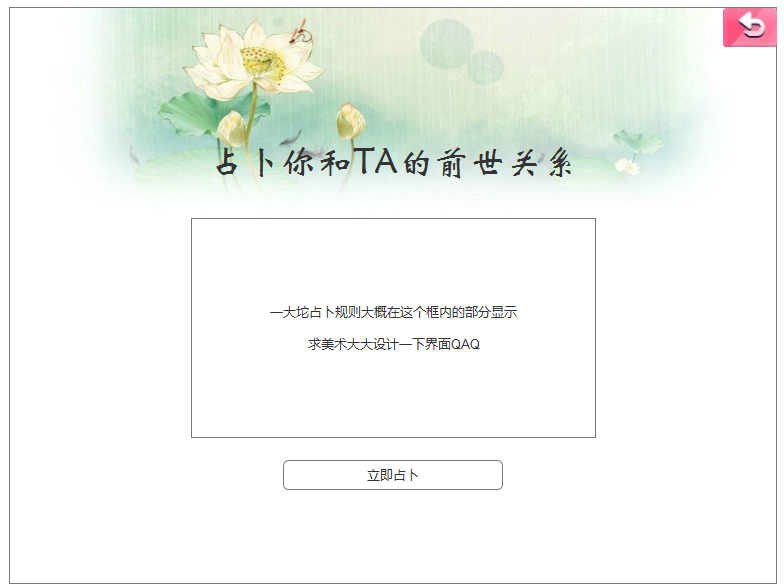 占卜你和TA的前世关系
一大坨占卜规则大概在这个框内的部分显示
求美术大大设计一下界面QAQ
立即占卜